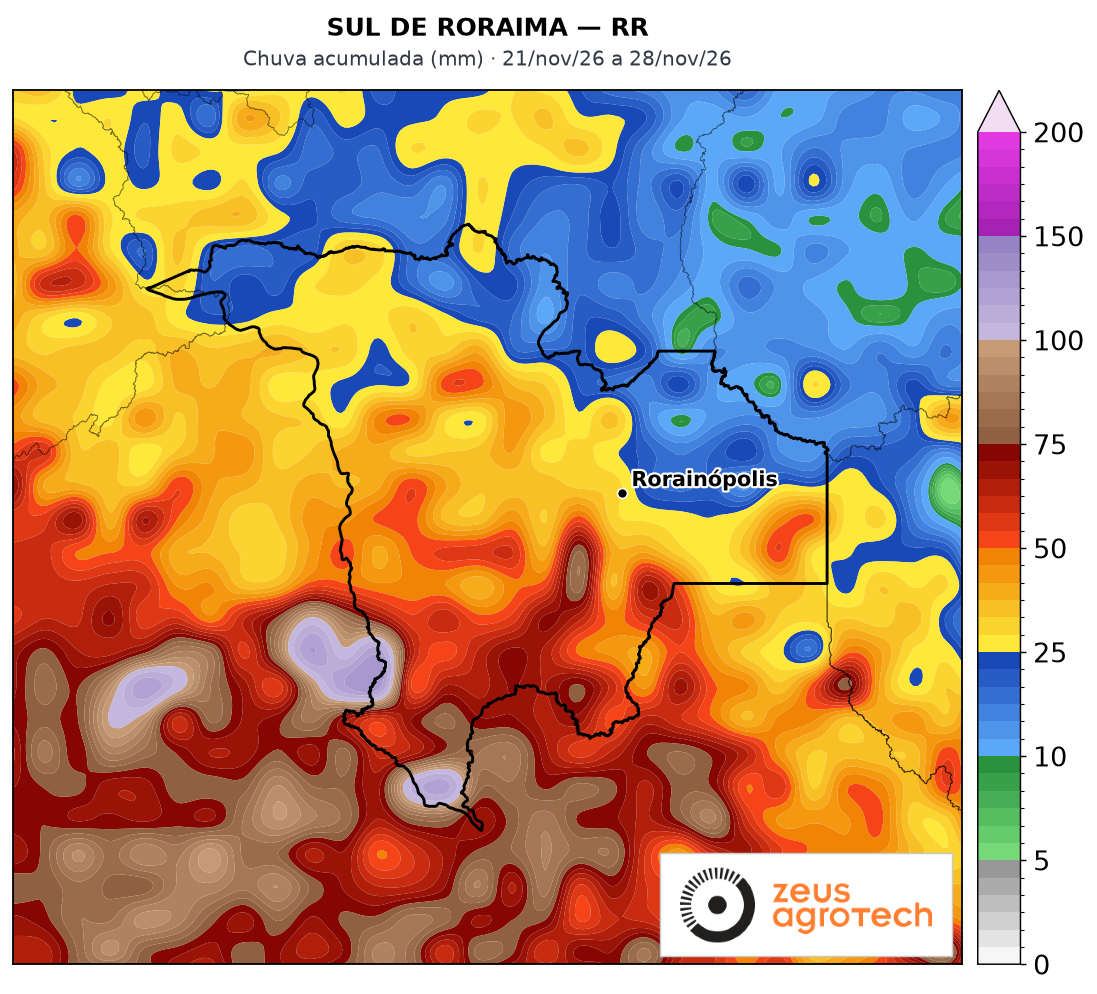 SUL DE RORAIMA — RR
Chuva acumulada (mm) · 21/nov/26 a 28/nov/26
200
150
100
75
50
25
10
5
0
Rorainópolis
zeus
agrotech